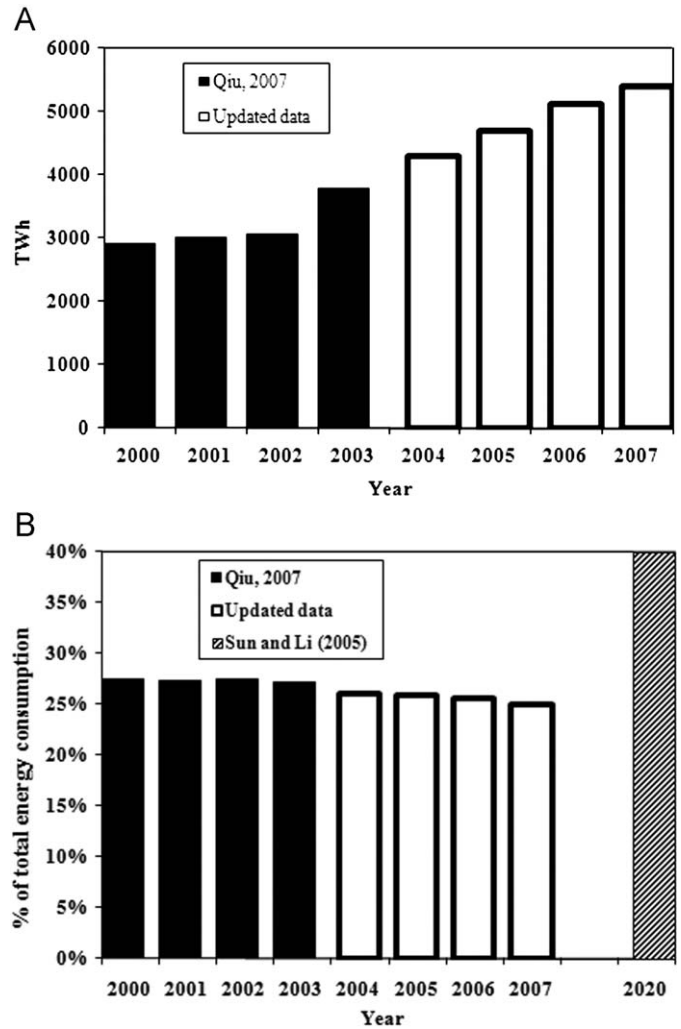 A
6000
5000
4000
3000
2000
1000
0
TWh
Qiu, 2007
Updated data
2000 2001 2002 2003 2004 2005 2006 2007
Year
B
40%
35%
30%
25%
20%
15%
10%
5%
0%
% of total energy consumption
Qiu, 2007
Updated data
Sun and Li (2005)
2000 2001 2002 2003 2004 2005 2006 2007 2020
Year